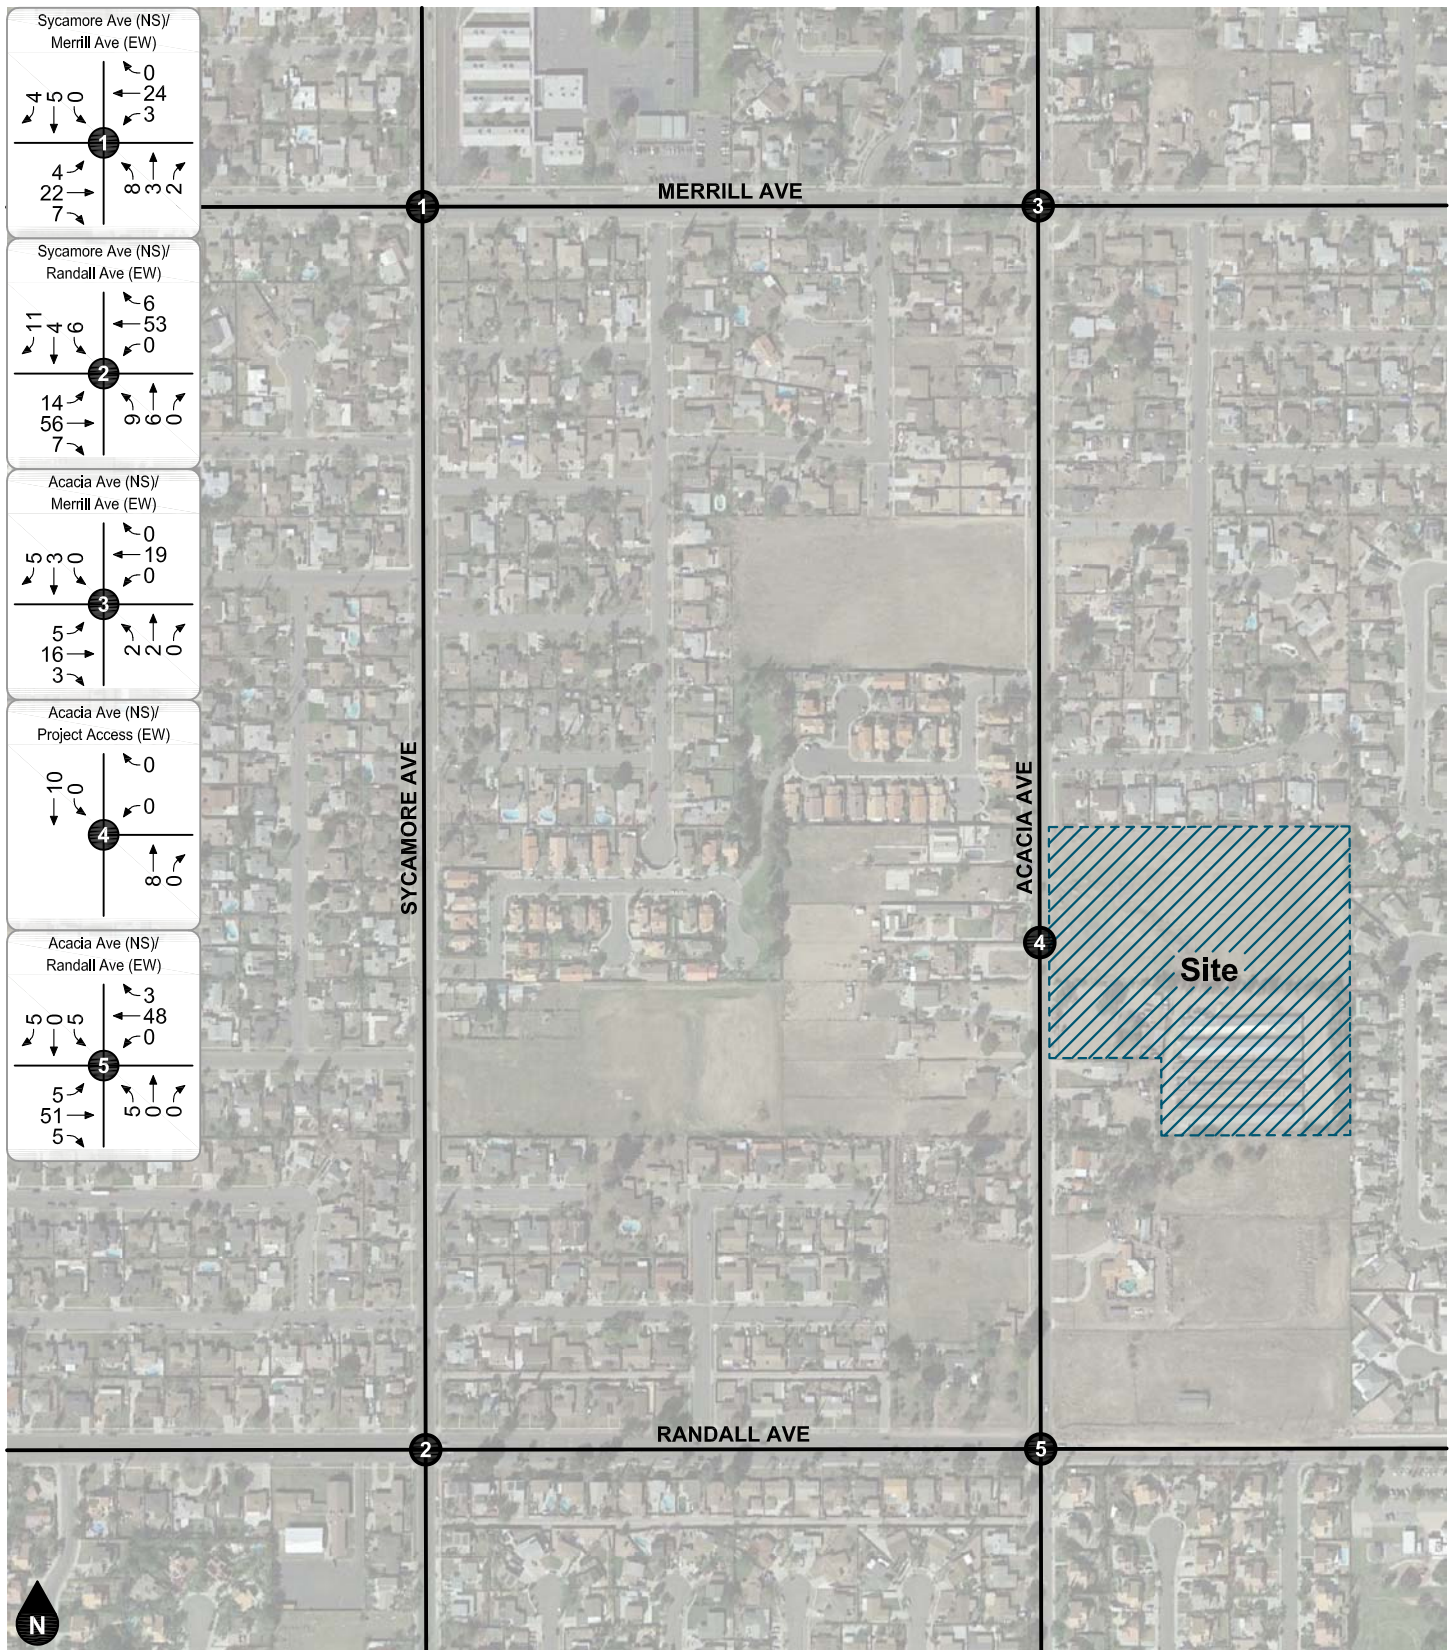 Sycamore Ave (NS)/
Merrill Ave (EW)
0
24
3
4 5 0
1
4
22
7
8 3 2
Sycamore Ave (NS)/
Randall Ave (EW)
6
53
0
11 4 6
2
14
56
7
9 6 0
Acacia Ave (NS)/
Merrill Ave (EW)
0
19
0
5 3 0
3
5
16
3
2 2 0
Acacia Ave (NS)/
Project Access (EW)
0
0
10 0
4
8 0
Acacia Ave (NS)/
Randall Ave (EW)
3
48
0
5 0 5
5
5
51
5
5 0 0
MERRILL AVE
1
3
SYCAMORE AVE
ACACIA AVE
4
Site
RANDALL AVE
2
5
N